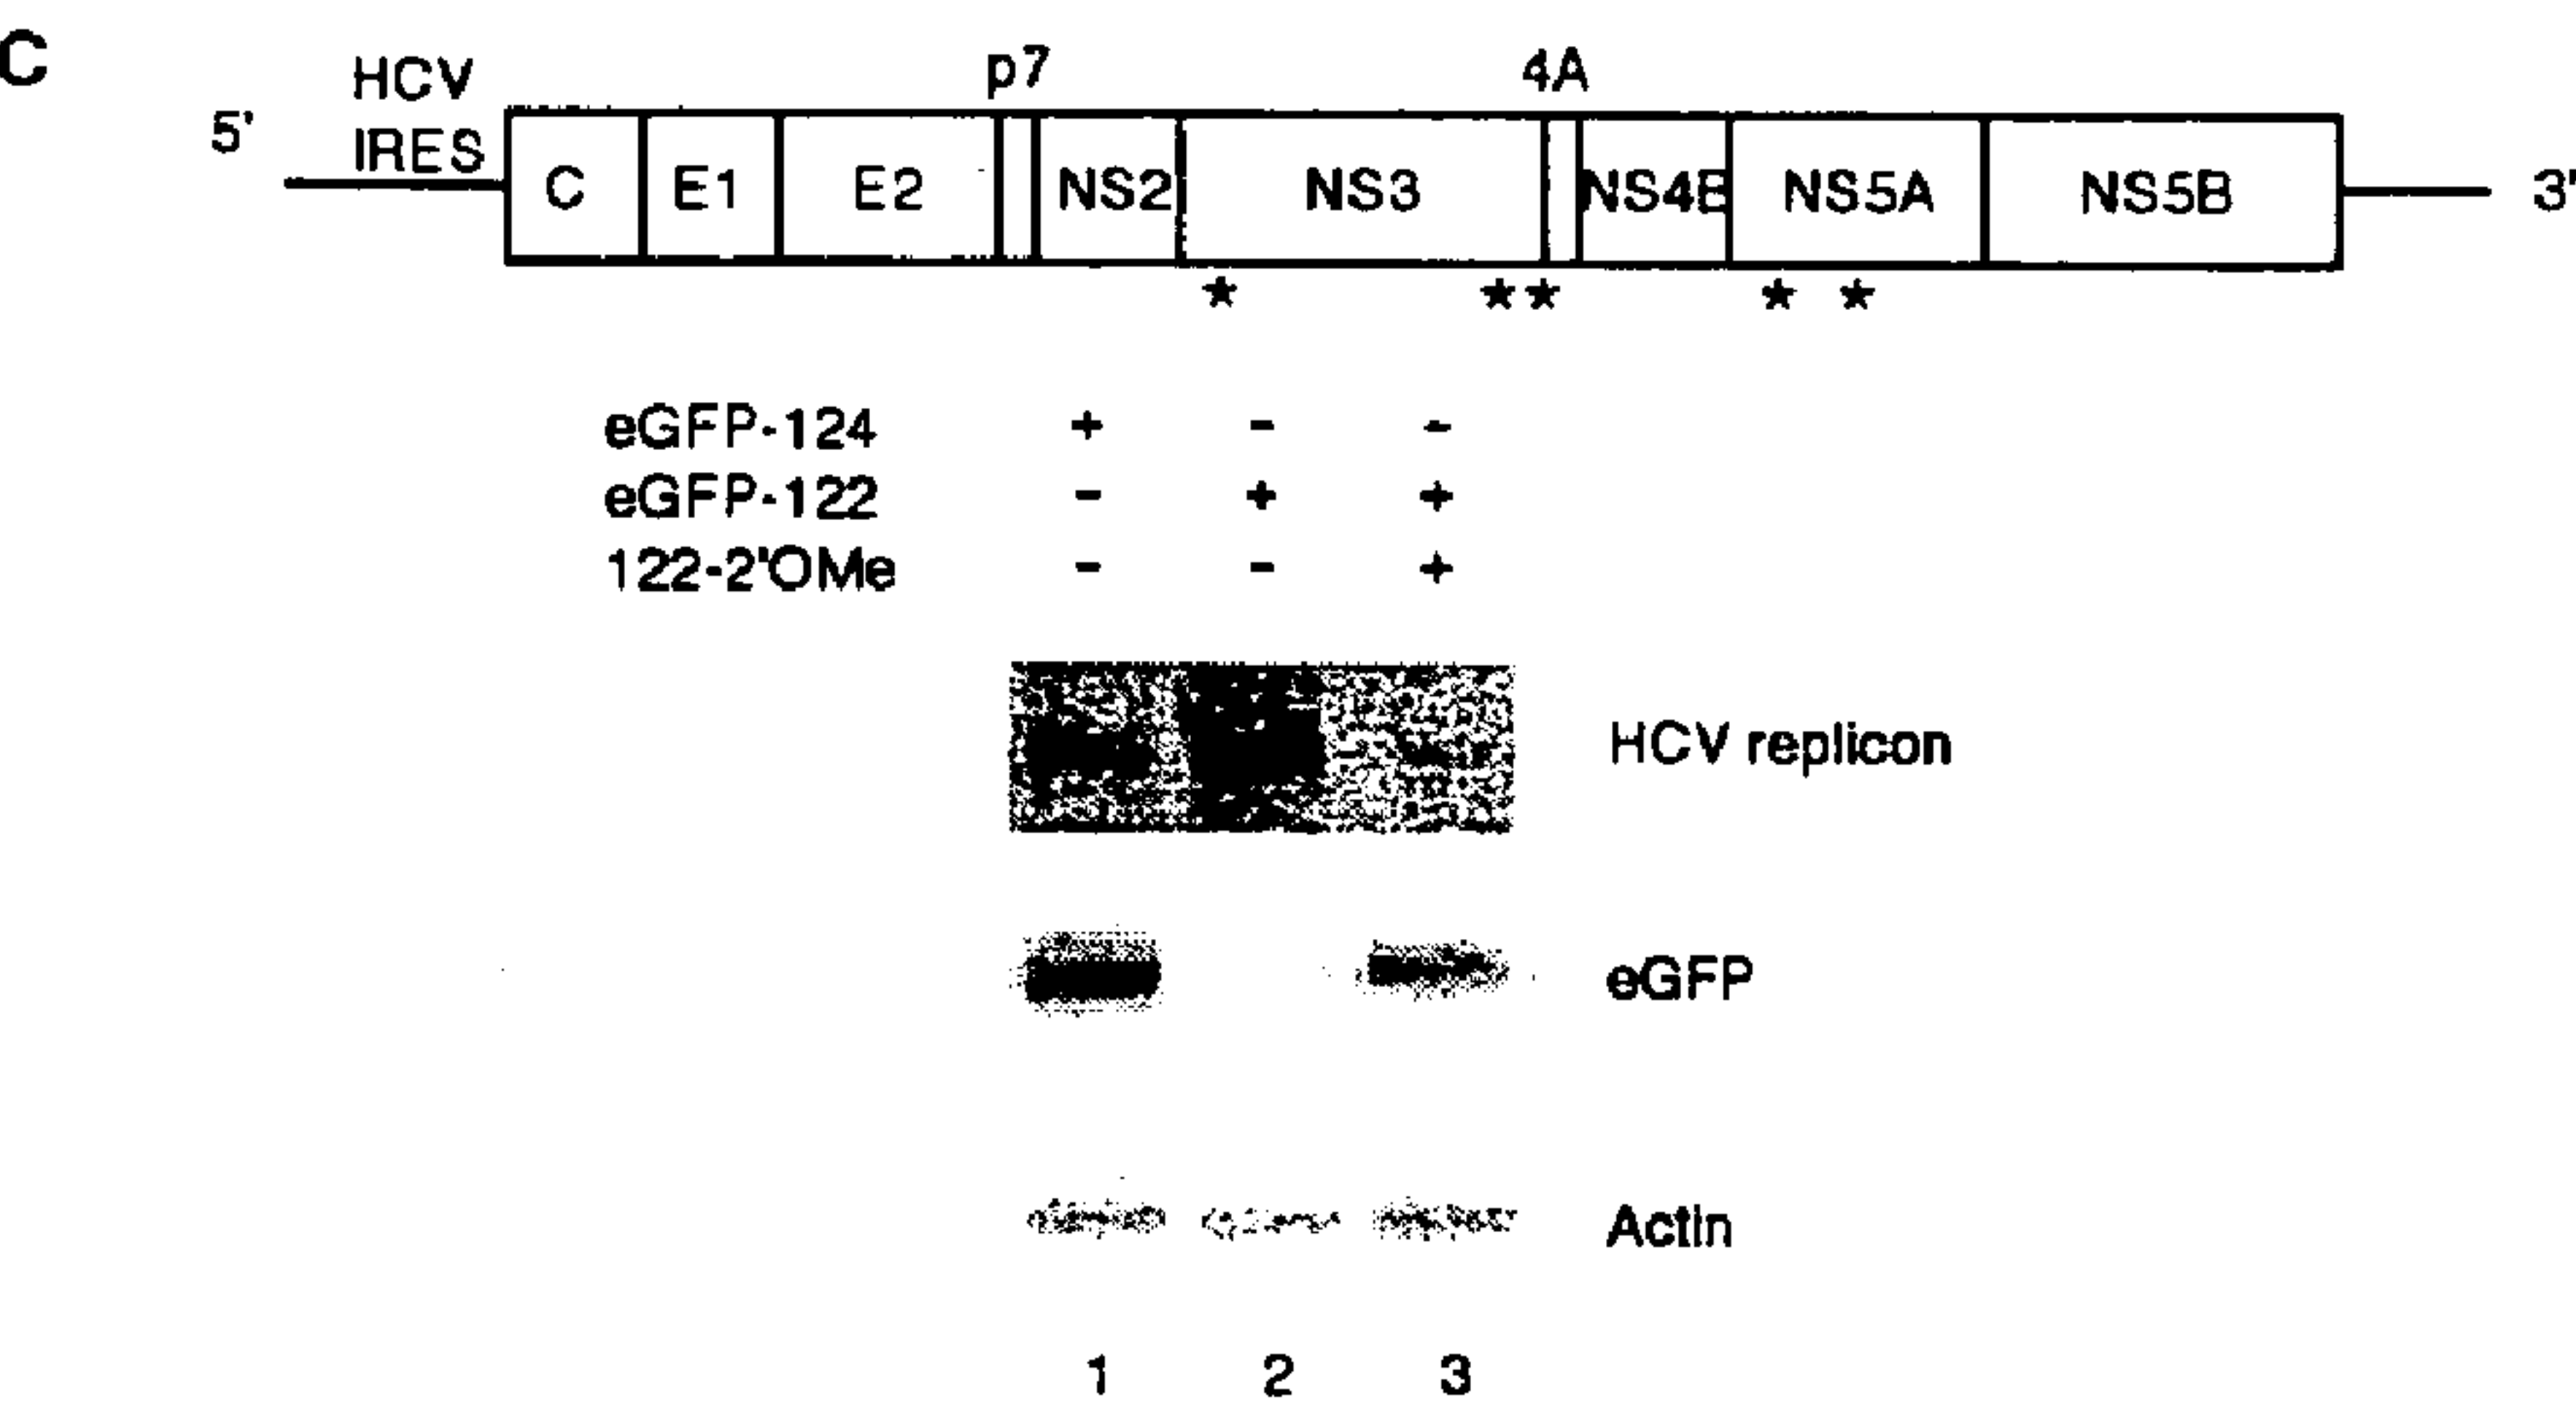 C
HCV
IRES
p7
4A
5'
C E1 E2 NS2 NS3 NS4B NS5A NS5B
3'
* ** * *
eGFP-124 + - -
eGFP-122 - + +
122-2'OMe - - +
HCV replicon
eGFP
Actin
1 2 3